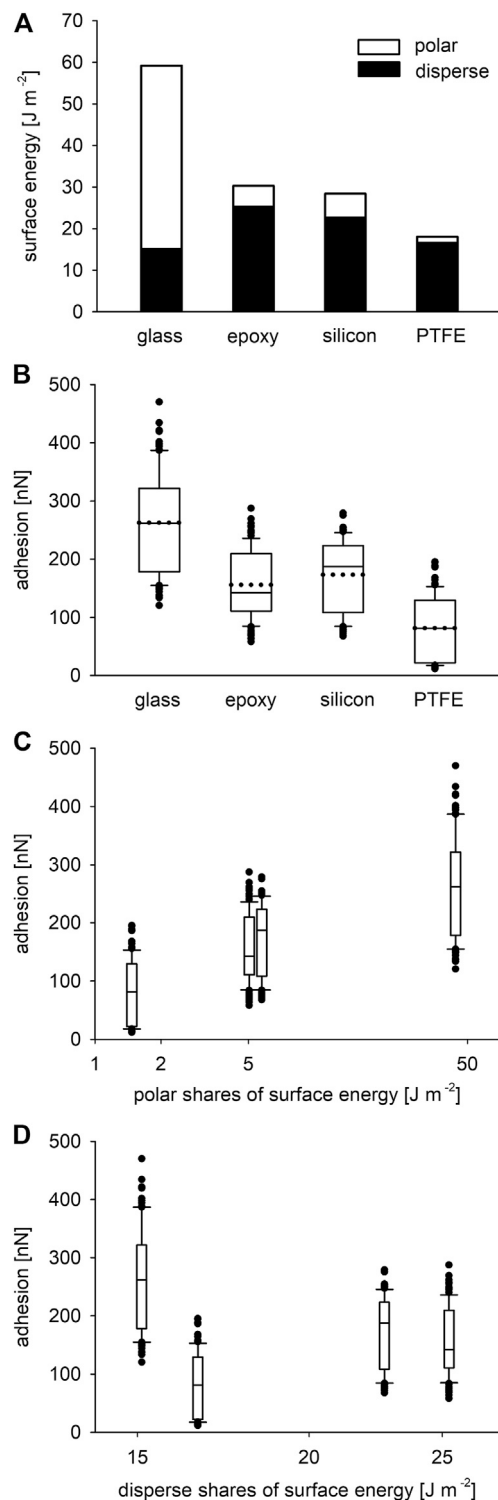 A
70
60
50
40
30
20
10
0
surface energy [J m⁻²]
polar
disperse
glass epoxy silicon PTFE
B
500
400
300
200
100
0
adhesion [nN]
glass epoxy silicon PTFE
C
500
400
300
200
100
0
adhesion [nN]
1 2 5 50
polar shares of surface energy [J m⁻²]
D
500
400
300
200
100
0
adhesion [nN]
15 20 25
disperse shares of surface energy [J m⁻²]